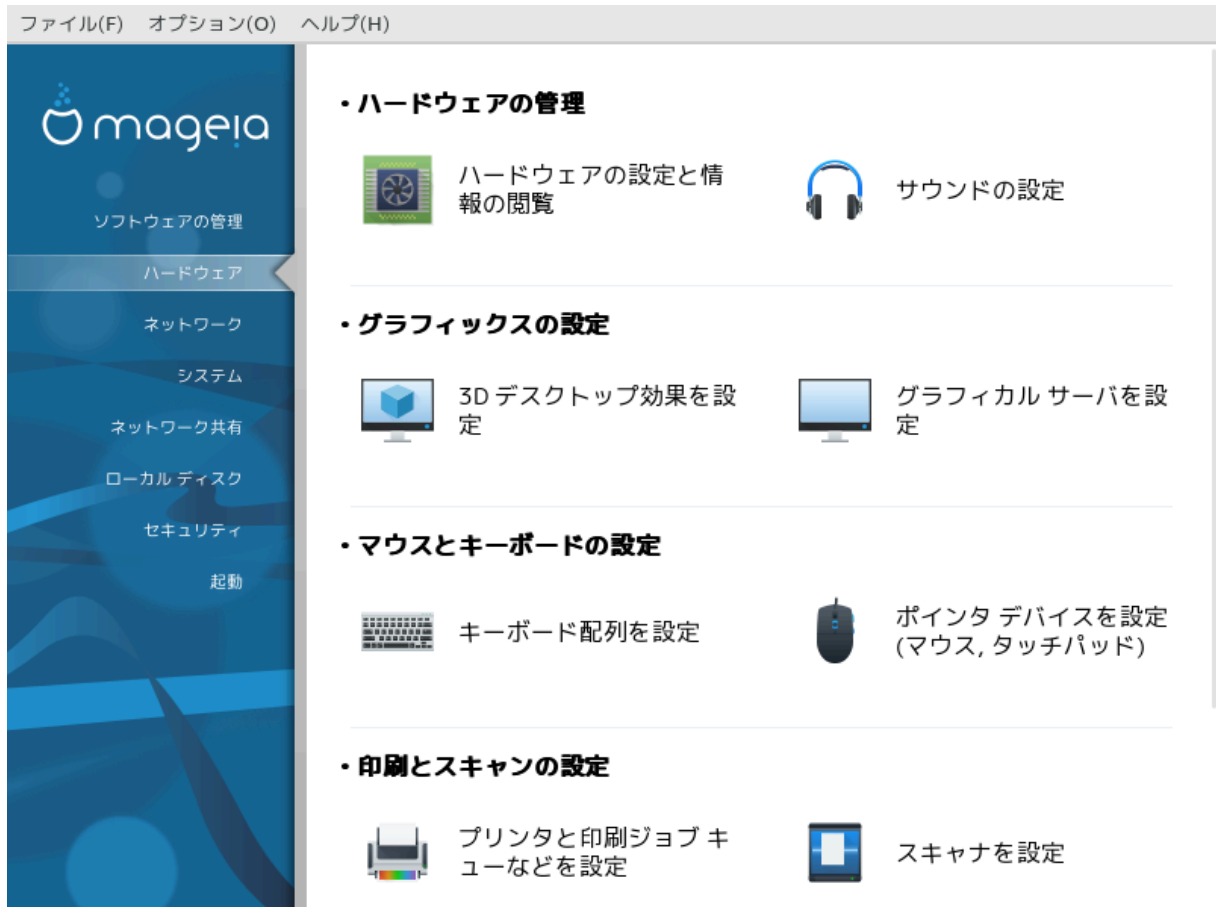 ファイル(F) オプション(O) ヘルプ(H)
mageia
ソフトウェアの管理
ハードウェア
ネットワーク
システム
ネットワーク共有
ローカル ディスク
セキュリティ
起動
・ハードウェアの管理
ハードウェアの設定と情
報の閲覧
サウンドの設定
・グラフィックスの設定
3D デスクトップ効果を設
定
グラフィカル サーバを設
定
・マウスとキーボードの設定
キーボード配列を設定
ポインタ デバイスを設定
(マウス, タッチパッド)
・印刷とスキャンの設定
プリンタと印刷ジョブ キ
ューなどを設定
スキャナを設定